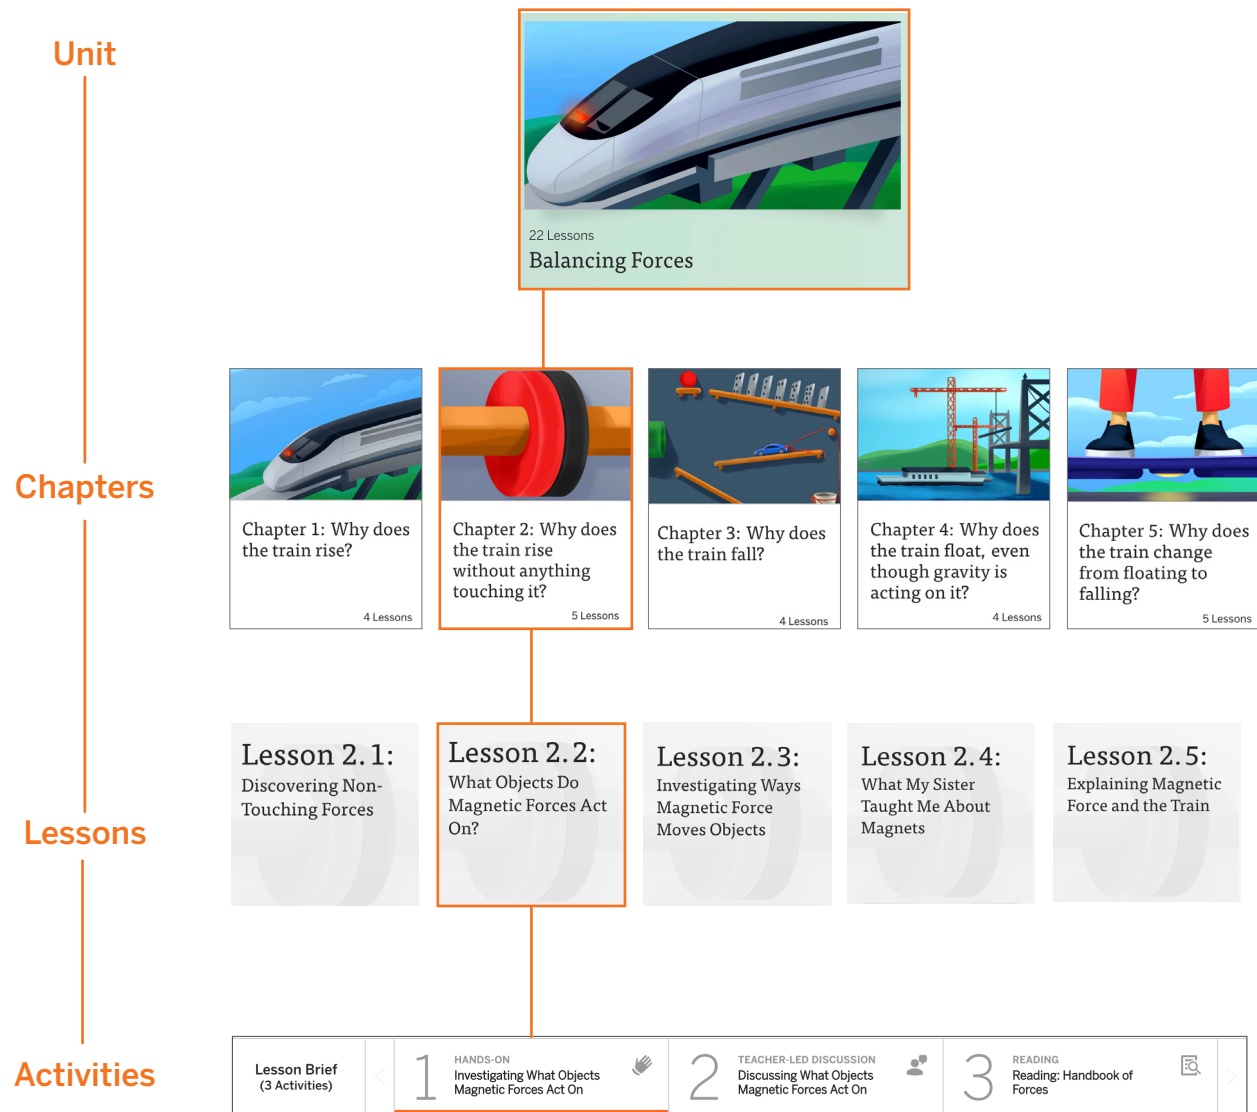 Unit
22 Lessons
Balancing Forces
Chapters
Chapter 1: Why does
the train rise?
4 Lessons
Chapter 2: Why does
the train rise
without anything
touching it?
5 Lessons
Chapter 3: Why does
the train fall?
4 Lessons
Chapter 4: Why does
the train float, even
though gravity is
acting on it?
4 Lessons
Chapter 5: Why does
the train change
from floating to
falling?
5 Lessons
Lessons
Lesson 2.1:
Discovering Non-
Touching Forces
Lesson 2.2:
What Objects Do
Magnetic Forces Act
On?
Lesson 2.3:
Investigating Ways
Magnetic Force
Moves Objects
Lesson 2.4:
What My Sister
Taught Me About
Magnets
Lesson 2.5:
Explaining Magnetic
Force and the Train
Activities
Lesson Brief
(3 Activities)
1
HANDS-ON
Investigating What Objects
Magnetic Forces Act On
2
TEACHER-LED DISCUSSION
Discussing What Objects
Magnetic Forces Act On
3
READING
Reading: Handbook of
Forces